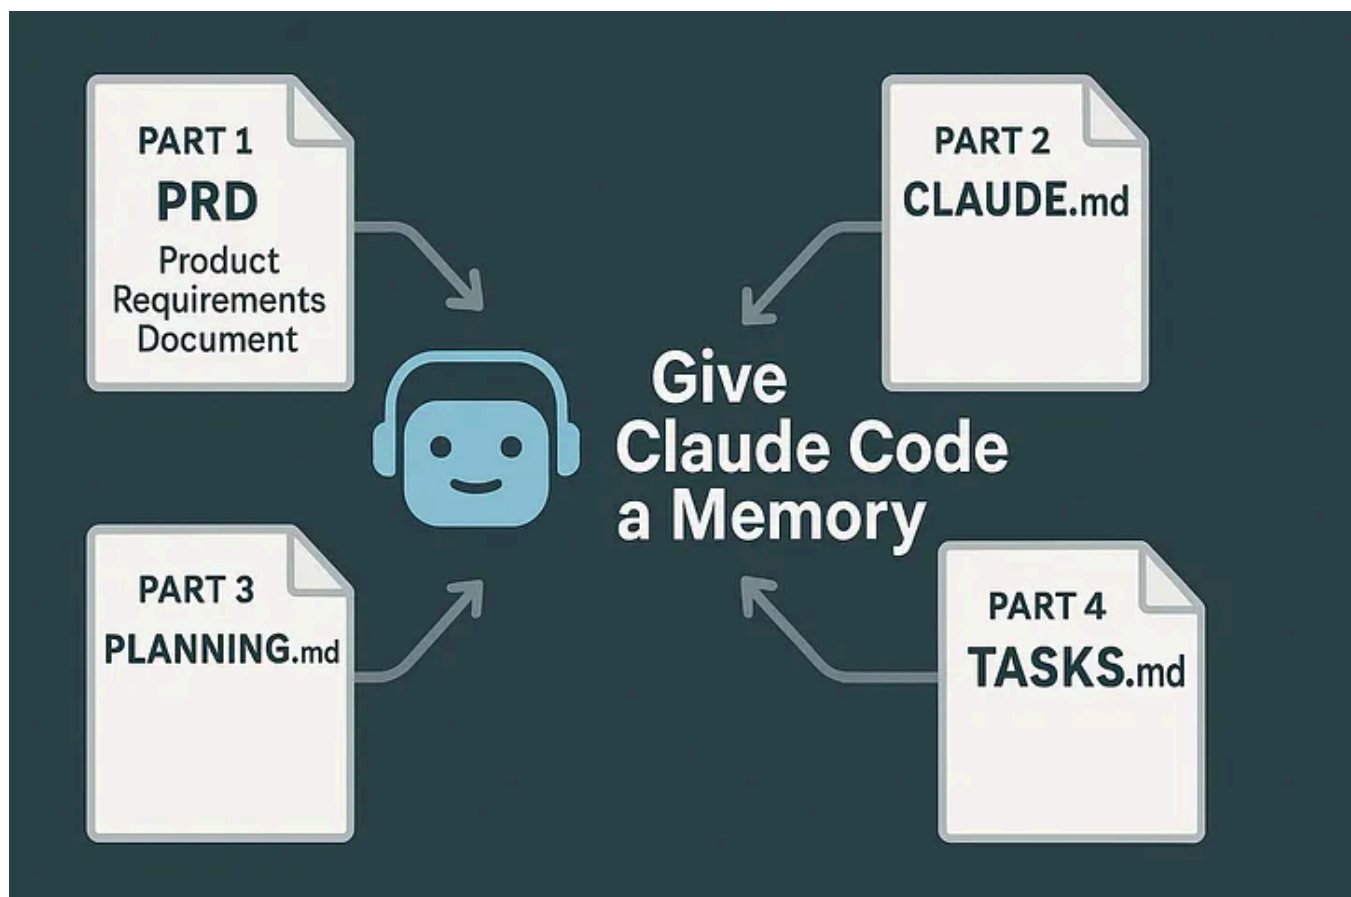 PART 1
PRD
Product
Requirements
Document
PART 2
CLAUDE.md
Give
Claude Code
a Memory
PART 3
PLANNING.md
PART 4
TASKS.md